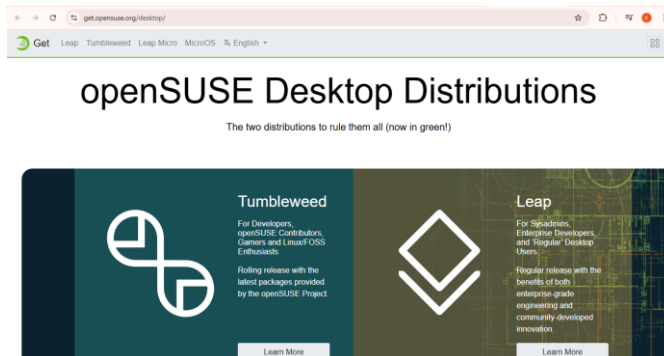 get.opensuse.org/desktop/
Get Leap Tumbleweed Leap Micro MicroOS English
openSUSE Desktop Distributions
The two distributions to rule them all (now in green!)
Tumbleweed
For Developers,
openSUSE Contributors,
Gamers and Linux/FOSS
Enthusiasts
Rolling release with the
latest packages provided
by the openSUSE Project.
Learn More
Leap
For Sysadmins,
Enterprise Developers,
and 'Regular' Desktop
Users
Regular release with the
benefits of both
enterprise-grade
engineering and
community-developed
innovation.
Learn More